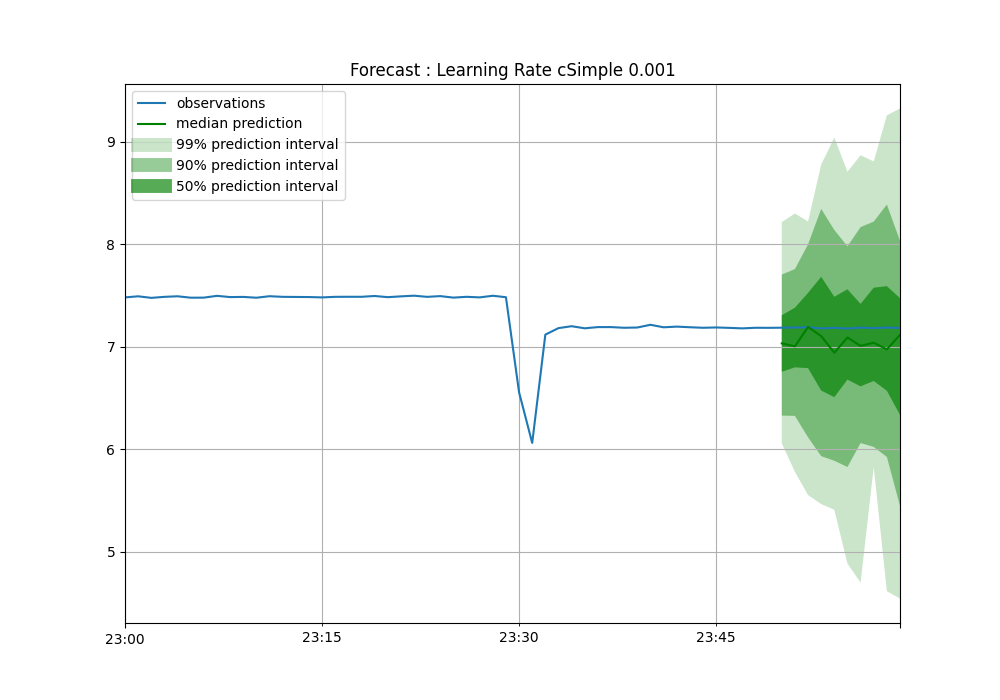 Forecast : Learning Rate cSimple 0.001
observations
median prediction
99% prediction interval
90% prediction interval
50% prediction interval
9
8
7
6
5
23:00
23:15
23:30
23:45